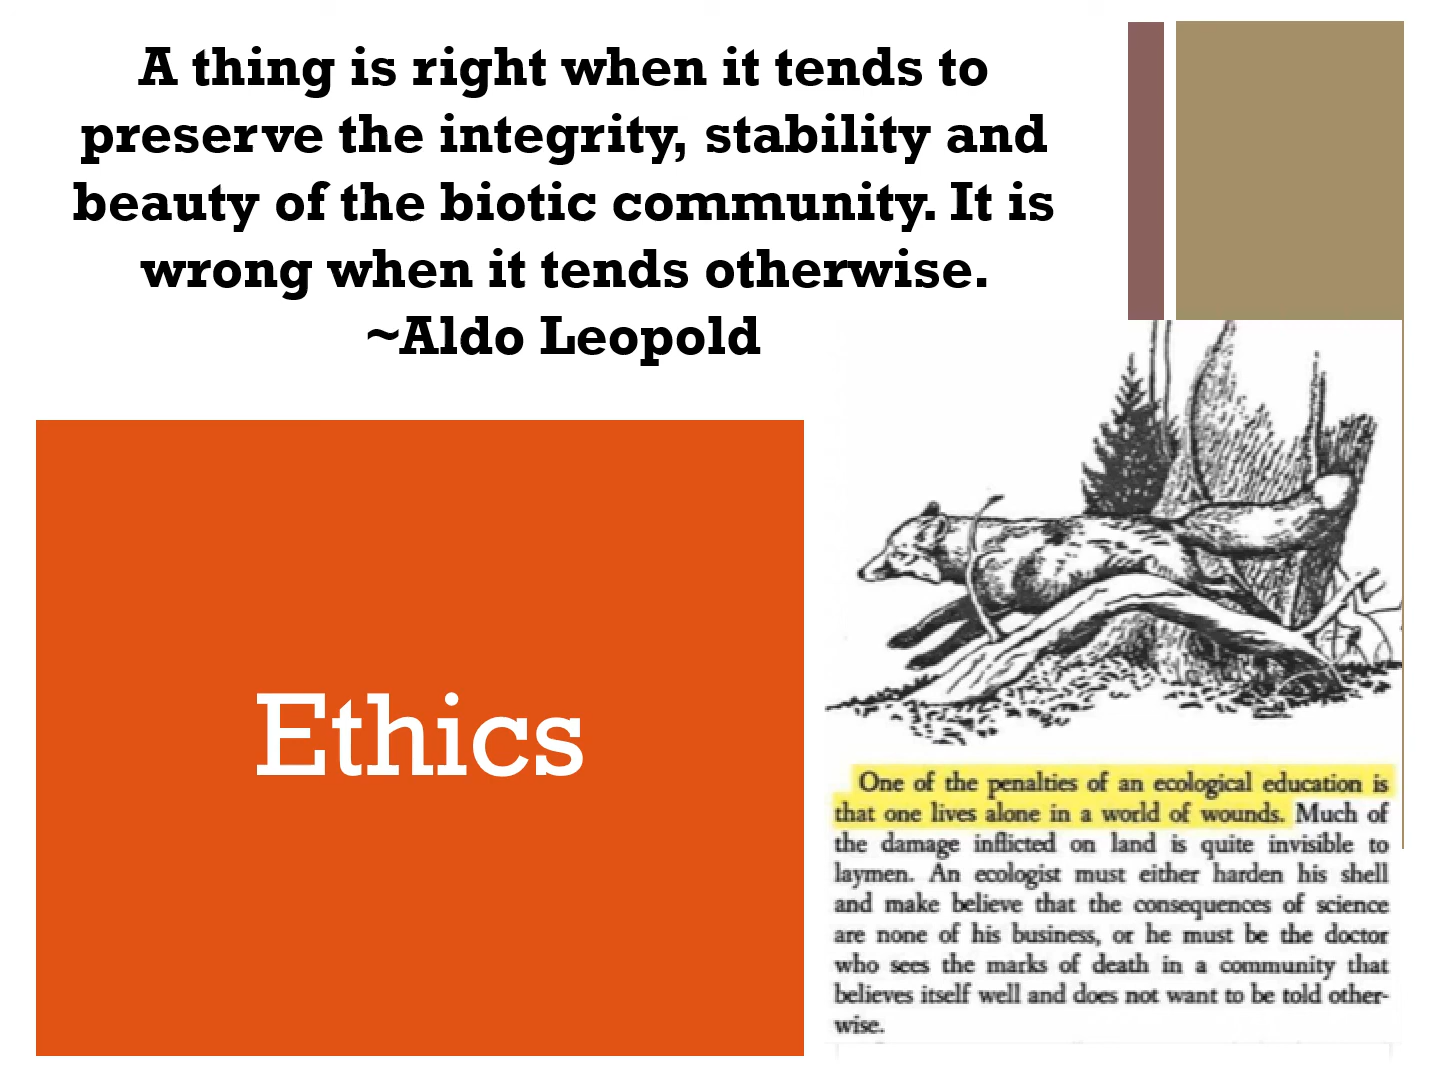 A thing is right when it tends to
preserve the integrity, stability and
beauty of the biotic community. It is
wrong when it tends otherwise.
~Aldo Leopold
Ethics
One of the penalties of an ecological education is
that one lives alone in a world of wounds. Much of
the damage inflicted on land is quite invisible to
laymen. An ecologist must either harden his shell
and make believe that the consequences of science
are none of his business, or he must be the doctor
who sees the marks of death in a community that
believes itself well and does not want to be told other-
wise.